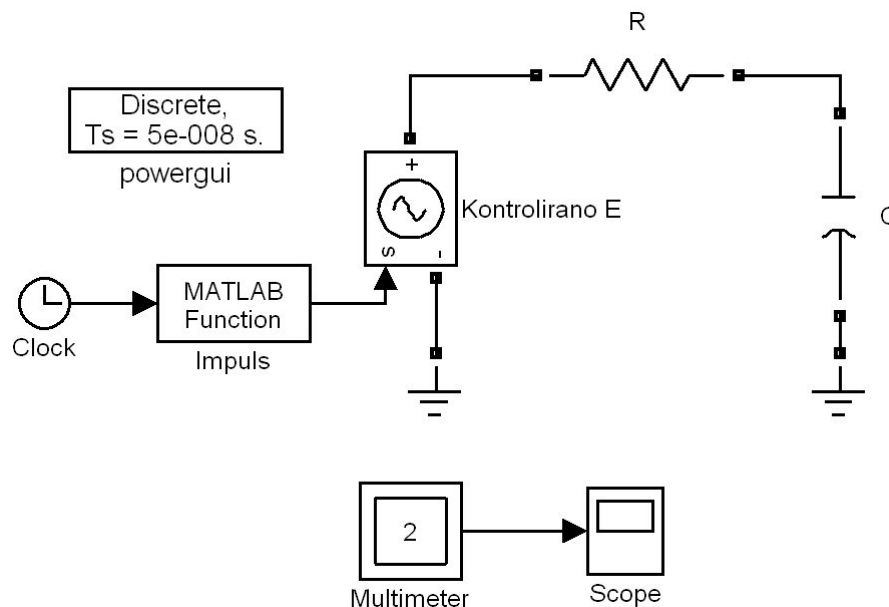 R
Discrete,
Ts = 5e-008 s.
powergui
+
Kontrolirano E
s
-
MATLAB
Function
Clock
Impuls
2
Multimeter
Scope